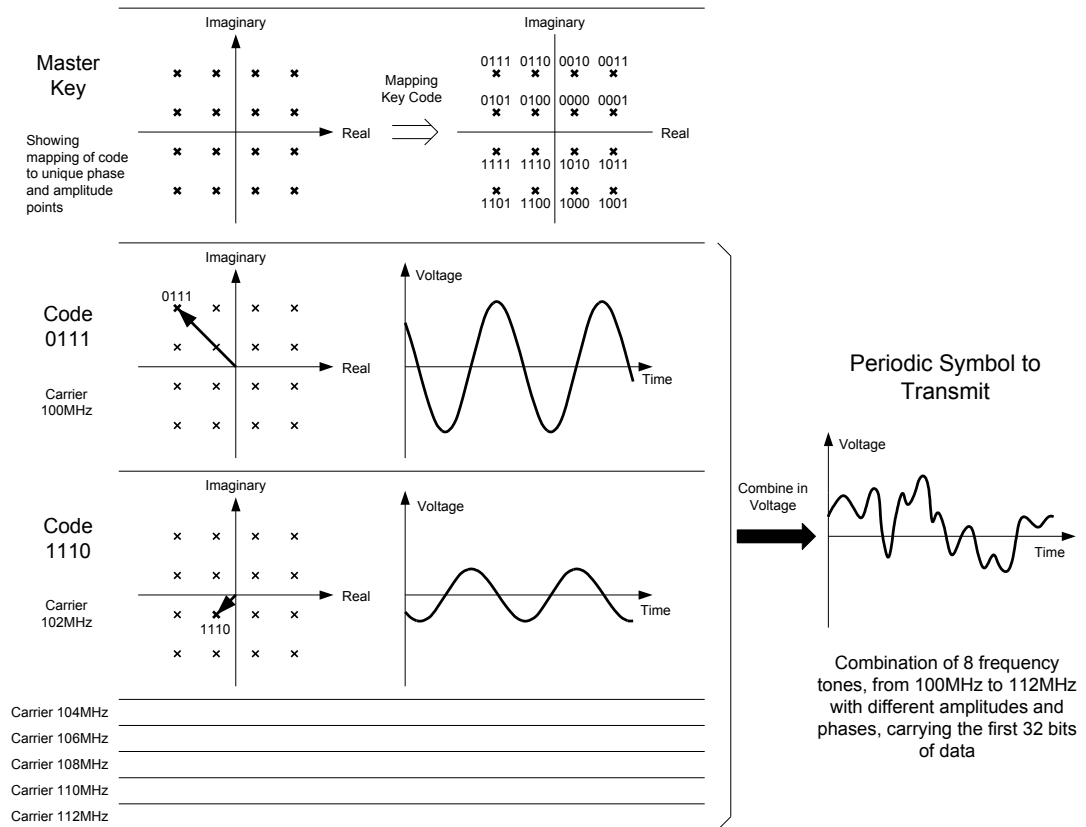 Master
Key
Showing
mapping of code
to unique phase
and amplitude
points
Imaginary
Real
Mapping
Key Code
Imaginary
0111 0110 0010 0011
0101 0100 0000 0001
Real
1111 1110 1010 1011
1101 1100 1000 1001
Code
0111
Carrier
100MHz
Imaginary
0111
Real
Voltage
Time
Code
1110
Carrier
102MHz
Imaginary
Real
1110
Voltage
Time
Carrier 104MHz
Carrier 106MHz
Carrier 108MHz
Carrier 110MHz
Carrier 112MHz
Combine in
Voltage
Periodic Symbol to
Transmit
Voltage
Time
Combination of 8 frequency
tones, from 100MHz to 112MHz
with different amplitudes and
phases, carrying the first 32 bits
of data